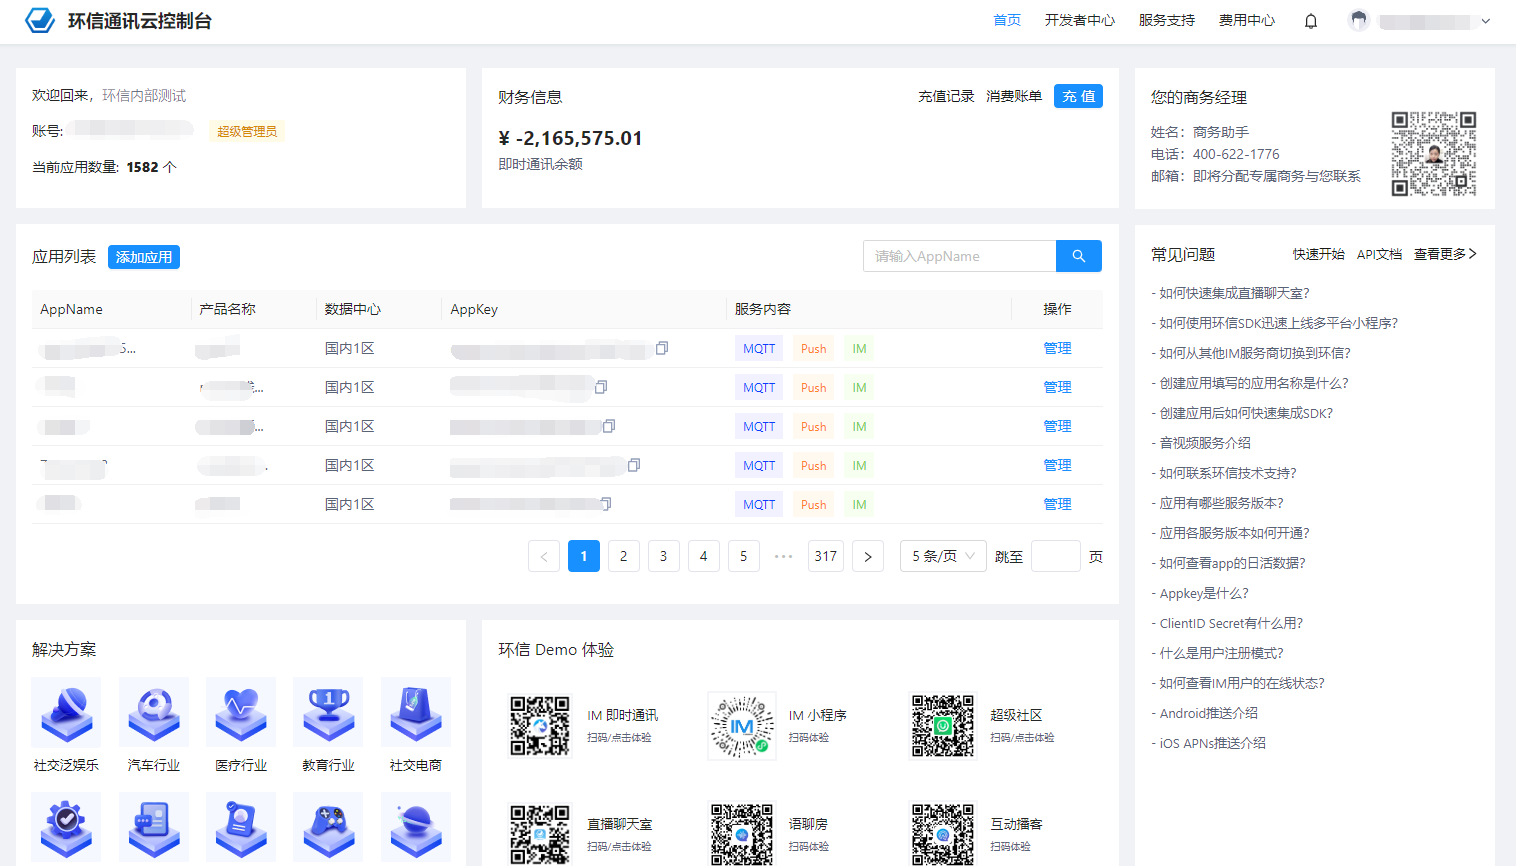 环信通讯云控制台
首页 开发者中心 服务支持 费用中心
欢迎回来，环信内部测试
账号: 超级管理员
当前应用数量: 1582 个
财务信息 充值记录 消费账单 充 值
¥ -2,165,575.01
即时通讯余额
您的商务经理
姓名：商务助手
电话：400-622-1776
邮箱：即将分配专属商务与您联系
应用列表 添加应用 请输入AppName
AppName 产品名称 数据中心 AppKey 服务内容 操作
国内1区 MQTT Push IM 管理
国内1区 MQTT Push IM 管理
国内1区 MQTT Push IM 管理
国内1区 MQTT Push IM 管理
国内1区 MQTT Push IM 管理
< 1 2 3 4 5 ••• 317 > 5 条/页 跳至 页
常见问题 快速开始 API文档 查看更多
- 如何快速集成直播聊天室?
- 如何使用环信SDK迅速上线多平台小程序?
- 如何从其他IM服务商切换到环信?
- 创建应用填写的应用名称是什么?
- 创建应用后如何快速集成SDK?
- 音视频服务介绍
- 如何联系环信技术支持?
- 应用有哪些服务版本?
- 应用各服务版本如何开通?
- 如何查看app的日活数据?
- Appkey是什么?
- ClientID Secret有什么用?
- 什么是用户注册模式?
- 如何查看IM用户的在线状态?
- Android推送介绍
- iOS APNs推送介绍
解决方案
社交泛娱乐 汽车行业 医疗行业 教育行业 社交电商
环信 Demo 体验
IM 即时通讯
扫码/点击体验
IM
IM 小程序
扫码体验
超级社区
扫码/点击体验
直播聊天室
扫码/点击体验
语聊房
扫码体验
互动播客
扫码体验